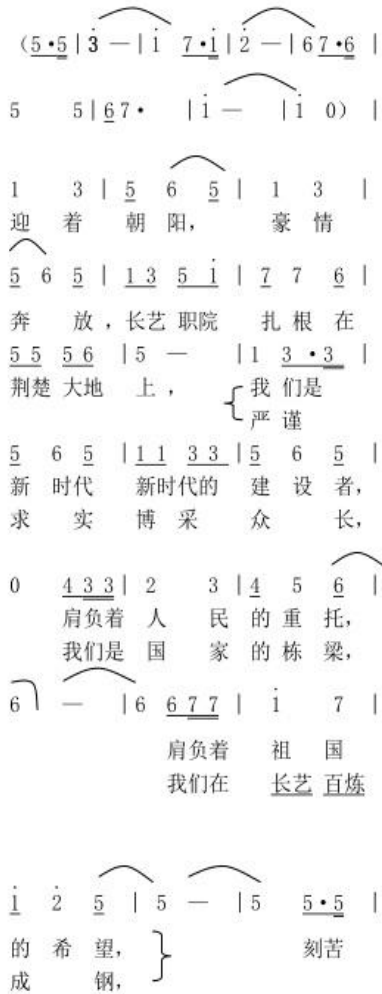 (5·5|3 — |i 7·i|2 — |6 7·6 |
5 5|6 7· |i — |i 0) |
1 3 | 5 6 5 | 1 3 |
迎 着 朝 阳， 豪 情
5 6 5 | 1 3 5 i | 7 7 6 |
奔 放，长艺 职院 扎 根 在
5 5 5 6 |5 — |1 3 ·3 |
荆楚 大地 上， 我 们是
严 谨
5 6 5 |1 1 3 3 |5 6 5 |
新 时代 新时代的 建 设 者，
求 实 博 采 众 长，
0 4 3 3| 2 3 |4 5 6 |
肩负着 人 民 的 重 托，
我们是 国 家 的 栋 梁，
6 — |6 6 7 7 | i 7 |
肩负着 祖 国
我们在 长艺 百炼
i 2 5 | 5 — |5 5·5 |
的 希 望， 刻苦
成 钢，